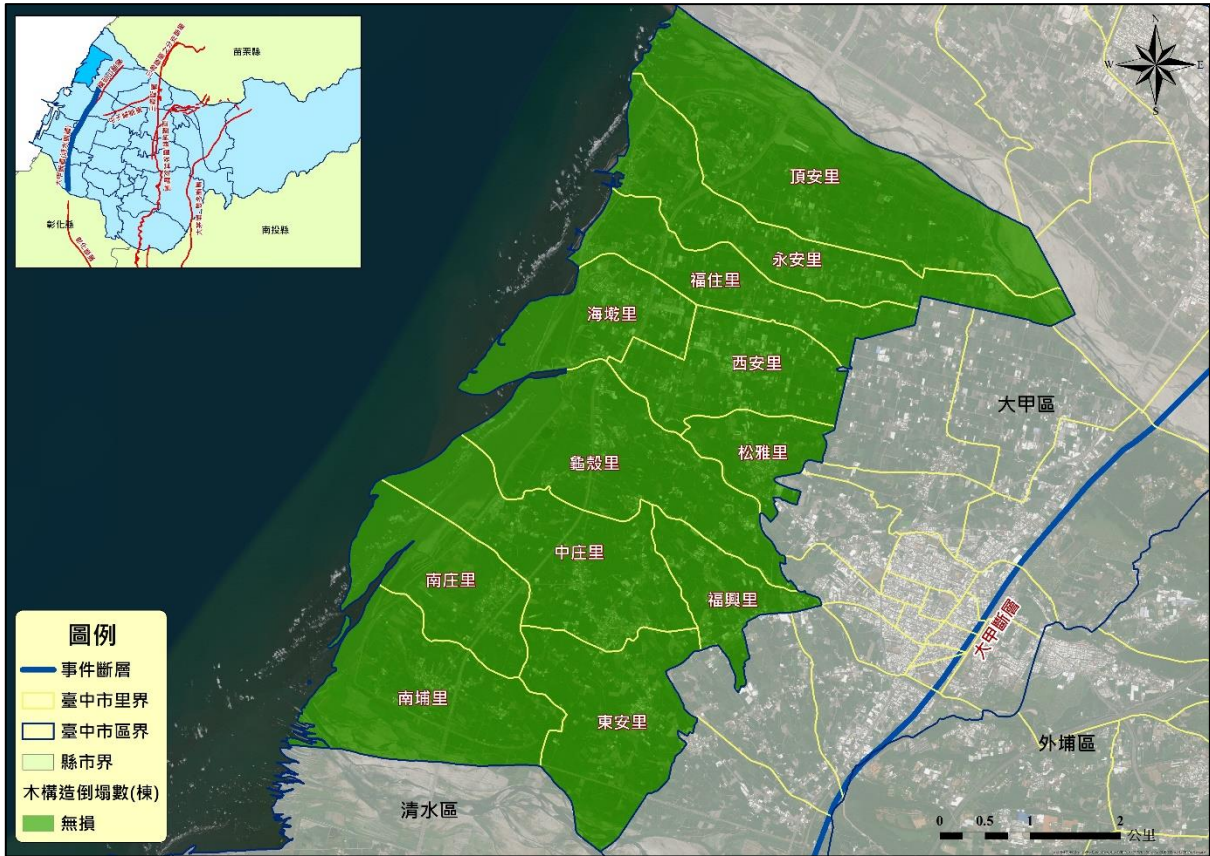 苗栗縣
彰化縣
南投縣
N
W
E
S
頂安里
永安里
福住里
海墘里
西安里
大甲區
松雅里
龜殼里
中庄里
南庄里
福興里
大甲斷層
南埔里
東安里
外埔區
清水區
圖例
事件斷層
臺中市里界
臺中市區界
縣市界
木構造倒塌數(棟)
無損
0 0.5 1 2
公里